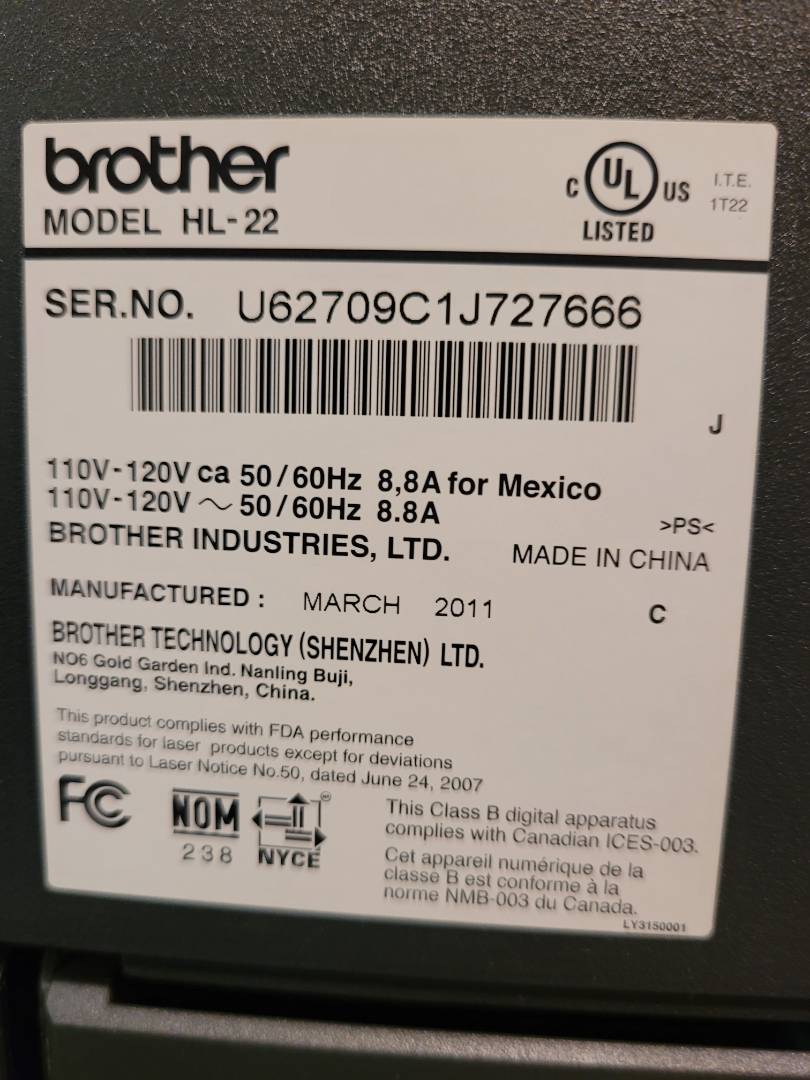 brother
MODEL HL-22
C UL US
LISTED
I.T.E.
1T22
SER.NO. U62709C1J727666
J
110V-120V ca 50/60Hz 8,8A for Mexico
110V-120V ～ 50/60Hz 8.8A
>PS<
BROTHER INDUSTRIES, LTD. MADE IN CHINA
MANUFACTURED : MARCH 2011
C
BROTHER TECHNOLOGY (SHENZHEN) LTD.
NO6 Gold Garden Ind. Nanling Buji,
Longgang, Shenzhen, China.
This product complies with FDA performance
standards for laser products except for deviations
pursuant to Laser Notice No.50, dated June 24, 2007
FC
NOM
238
NYCE
This Class B digital apparatus
complies with Canadian ICES-003.
Cet appareil numérique de la
classe B est conforme à la
norme NMB-003 du Canada.
LY3150001